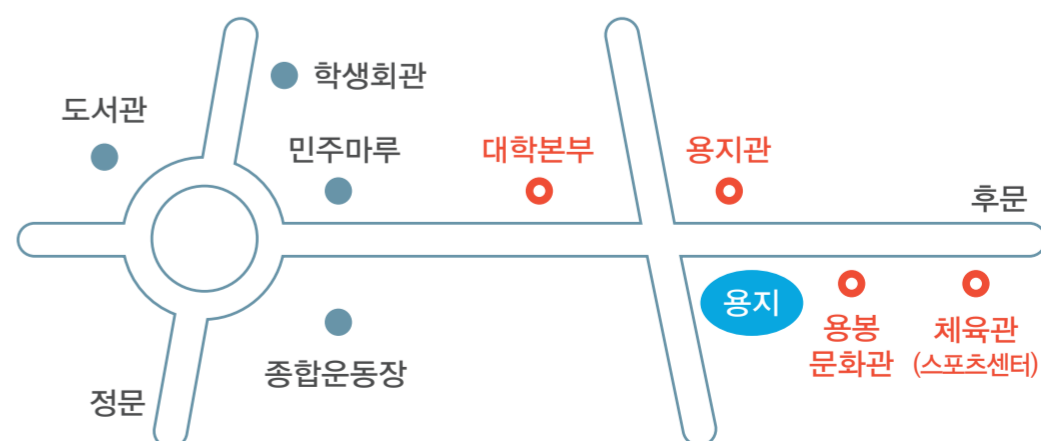 학생회관
도서관
민주마루
대학본부
용지관
후문
용지
용봉
문화관
체육관
(스포츠센터)
종합운동장
정문